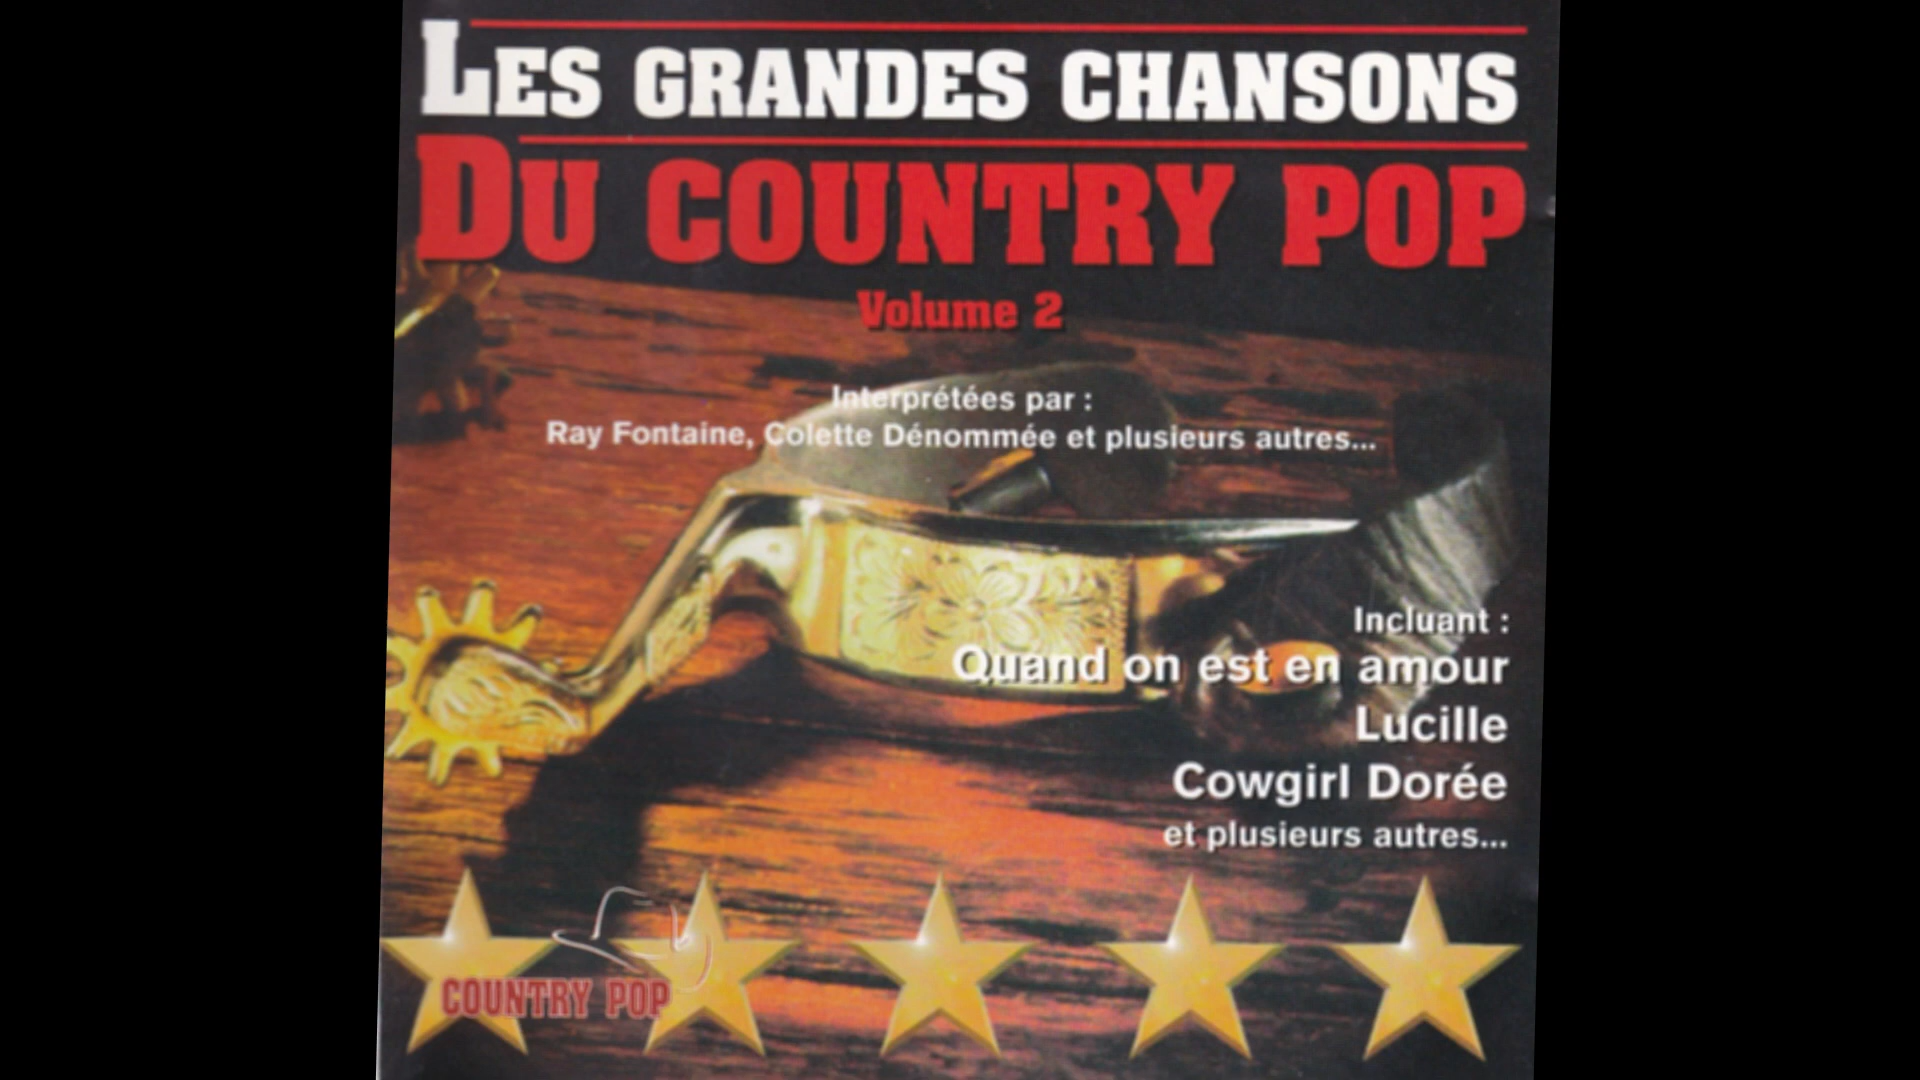 LES GRANDES CHANSONS
DU COUNTRY POP
Volume 2
Interprétées par :
Ray Fontaine, Colette Dénommée et plusieurs autres...
Incluant :
Quand on est en amour
Lucille
Cowgirl Dorée
et plusieurs autres...
COUNTRY POP